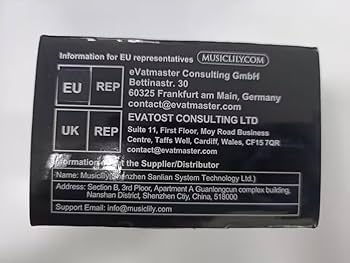 Information for EU representatives MUSICLILY.COM
EU REP
eVatmaster Consulting GmbH
Bettinastr. 30
60325 Frankfurt am Main, Germany
contact@evatmaster.com
UK REP
EVATOST CONSULTING LTD
Suite 11, First Floor, Moy Road Business
Centre, Taffs Well, Cardiff, Wales, CF15 7QR
contact@evatmaster.com
Information about the Supplier/Distributor
Name: Musiclily(Shenzhen Sanlian System Technology Ltd.)
Address: Section B, 3rd Floor, Apartment A Guanlongcun complex building,
Nanshan District, Shenzhen Ctiy, China, 518000
Support Email: info@musiclily.com